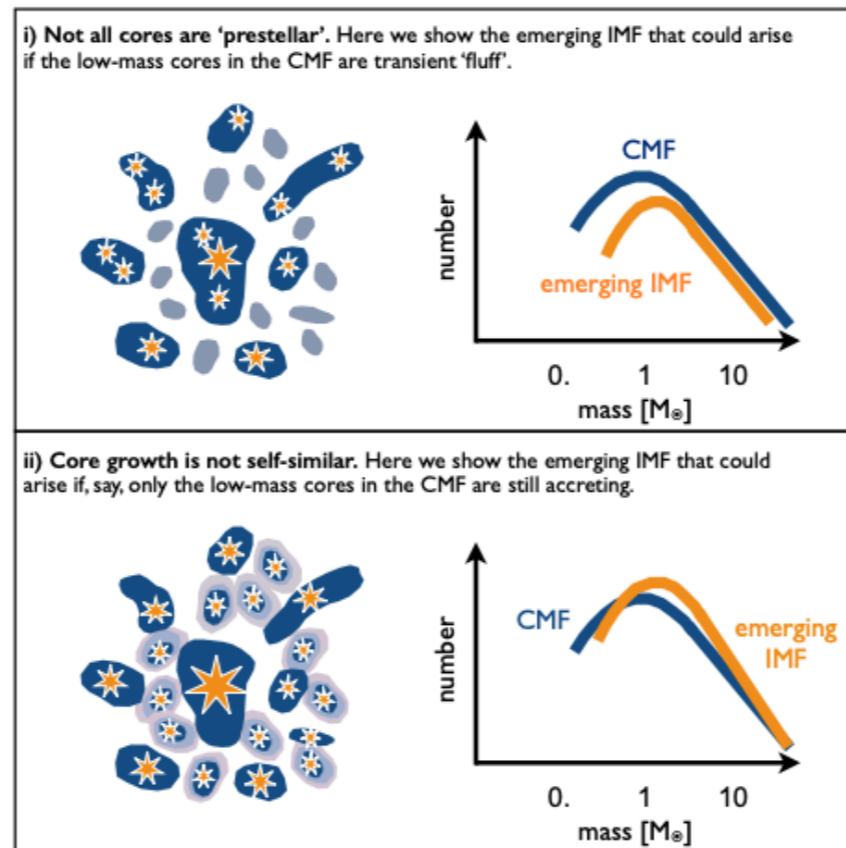 i) Not all cores are ‘prestellar’. Here we show the emerging IMF that could arise
if the low-mass cores in the CMF are transient ‘fluff’.
CMF
number
emerging IMF
0. 1 10
mass [M⊛]
ii) Core growth is not self-similar. Here we show the emerging IMF that could
arise if, say, only the low-mass cores in the CMF are still accreting.
CMF
number
emerging
IMF
0. 1 10
mass [M⊛]